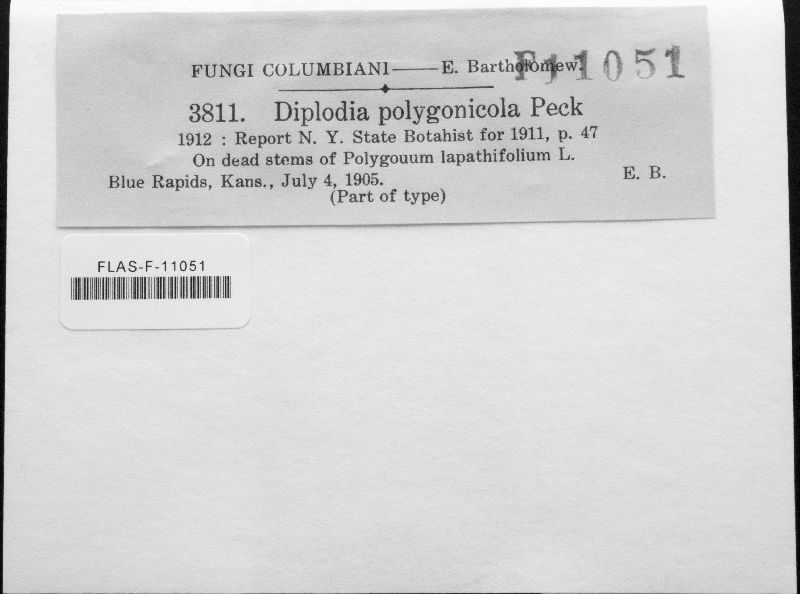 FUNGI COLUMBIANI—E. Bartholomew.
F 11051
3811. Diplodia polygonicola Peck
1912 : Report N. Y. State Botahist for 1911, p. 47
On dead stems of Polygouum lapathifolium L.
Blue Rapids, Kans., July 4, 1905.
E. B.
(Part of type)
FLAS-F-11051